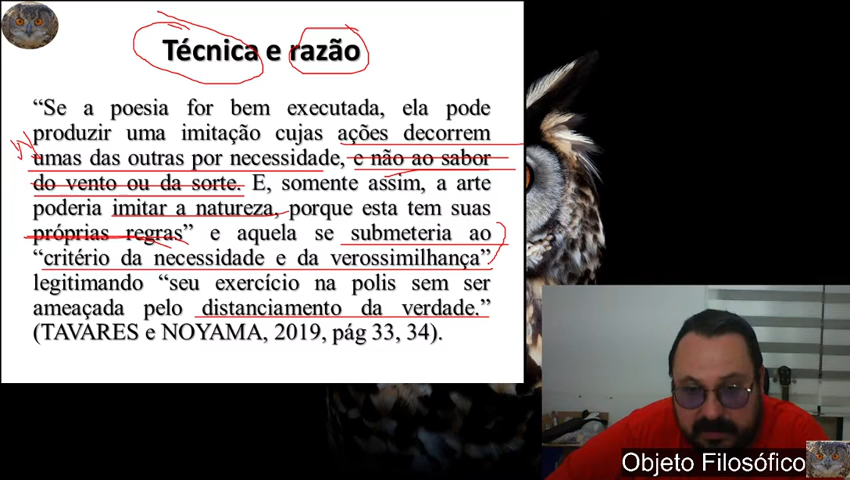 Técnica e razão
“Se a poesia for bem executada, ela pode
produzir uma imitação cujas ações decorrem
umas das outras por necessidade, e não ao sabor
do vento ou da sorte. E, somente assim, a arte
poderia imitar a natureza, porque esta tem suas
próprias regras” e aquela se submeteria ao
“critério da necessidade e da verossimilhança”
legitimando “seu exercício na polis sem ser
ameaçada pelo distanciamento da verdade.”
(TAVARES e NOYAMA, 2019, pág 33, 34).
Objeto Filosófico